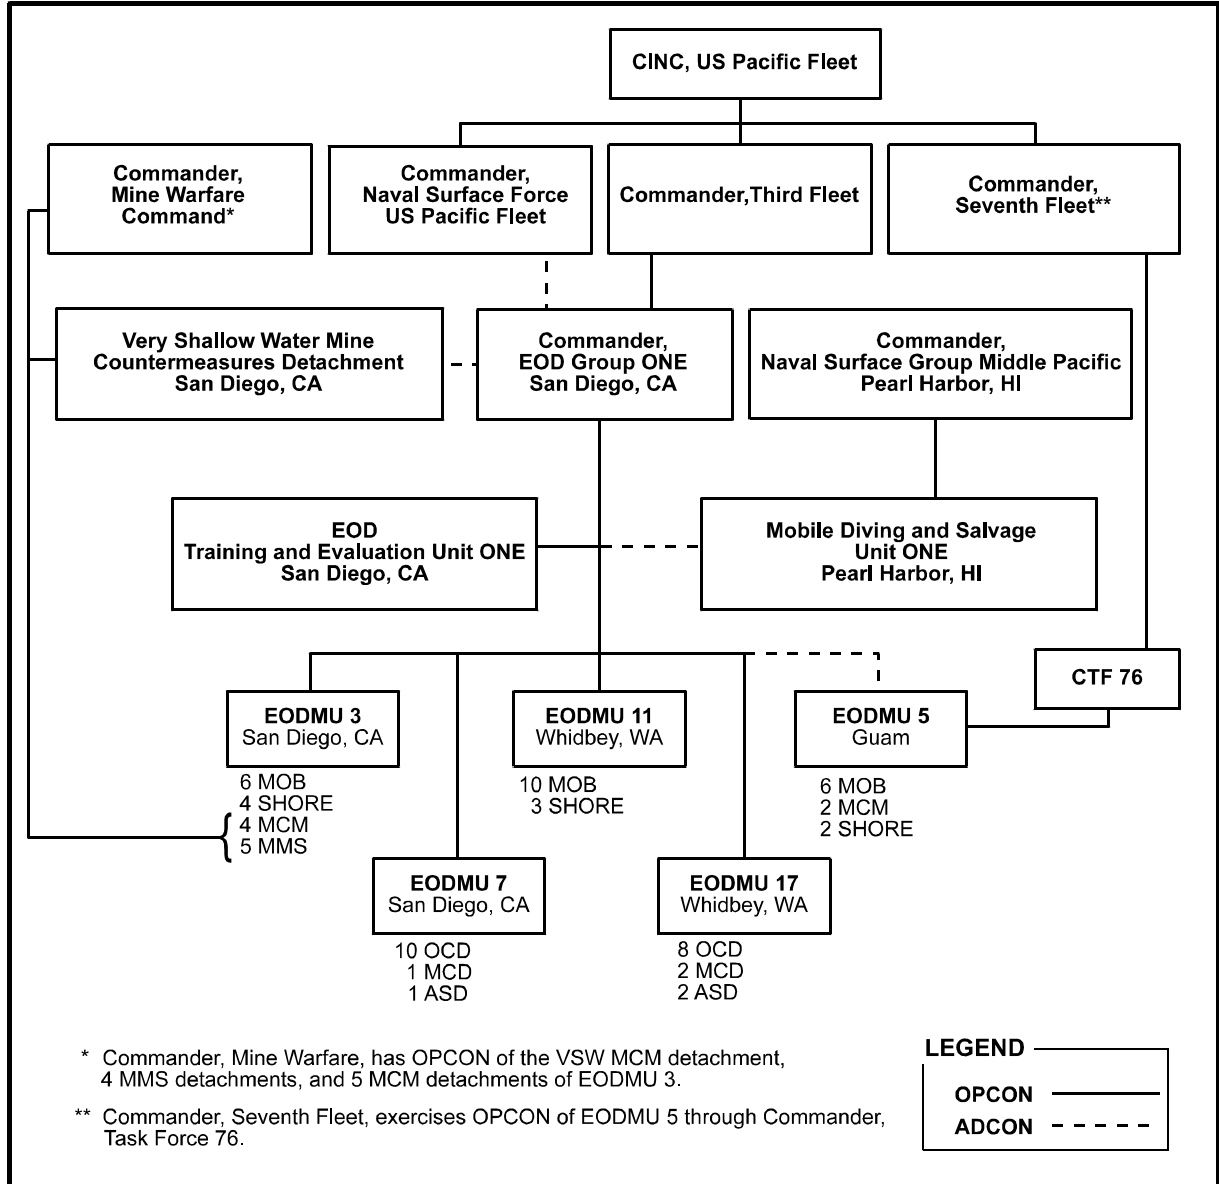 CINC, US Pacific Fleet
Commander,
Mine Warfare
Command*
Commander,
Naval Surface Force
US Pacific Fleet
Commander,Third Fleet
Commander,
Seventh Fleet**
Very Shallow Water Mine
Countermeasures Detachment
San Diego, CA
Commander,
EOD Group ONE
San Diego, CA
Commander,
Naval Surface Group Middle Pacific
Pearl Harbor, HI
EOD
Training and Evaluation Unit ONE
San Diego, CA
Mobile Diving and Salvage
Unit ONE
Pearl Harbor, HI
CTF 76
EODMU 3
San Diego, CA
6 MOB
4 SHORE
4 MCM
5 MMS
EODMU 11
Whidbey, WA
10 MOB
3 SHORE
EODMU 5
Guam
6 MOB
2 MCM
2 SHORE
EODMU 7
San Diego, CA
10 OCD
1 MCD
1 ASD
EODMU 17
Whidbey, WA
8 OCD
2 MCD
2 ASD
* Commander, Mine Warfare, has OPCON of the VSW MCM detachment,
4 MMS detachments, and 5 MCM detachments of EODMU 3.
** Commander, Seventh Fleet, exercises OPCON of EODMU 5 through Commander,
Task Force 76.
LEGEND
OPCON
ADCON